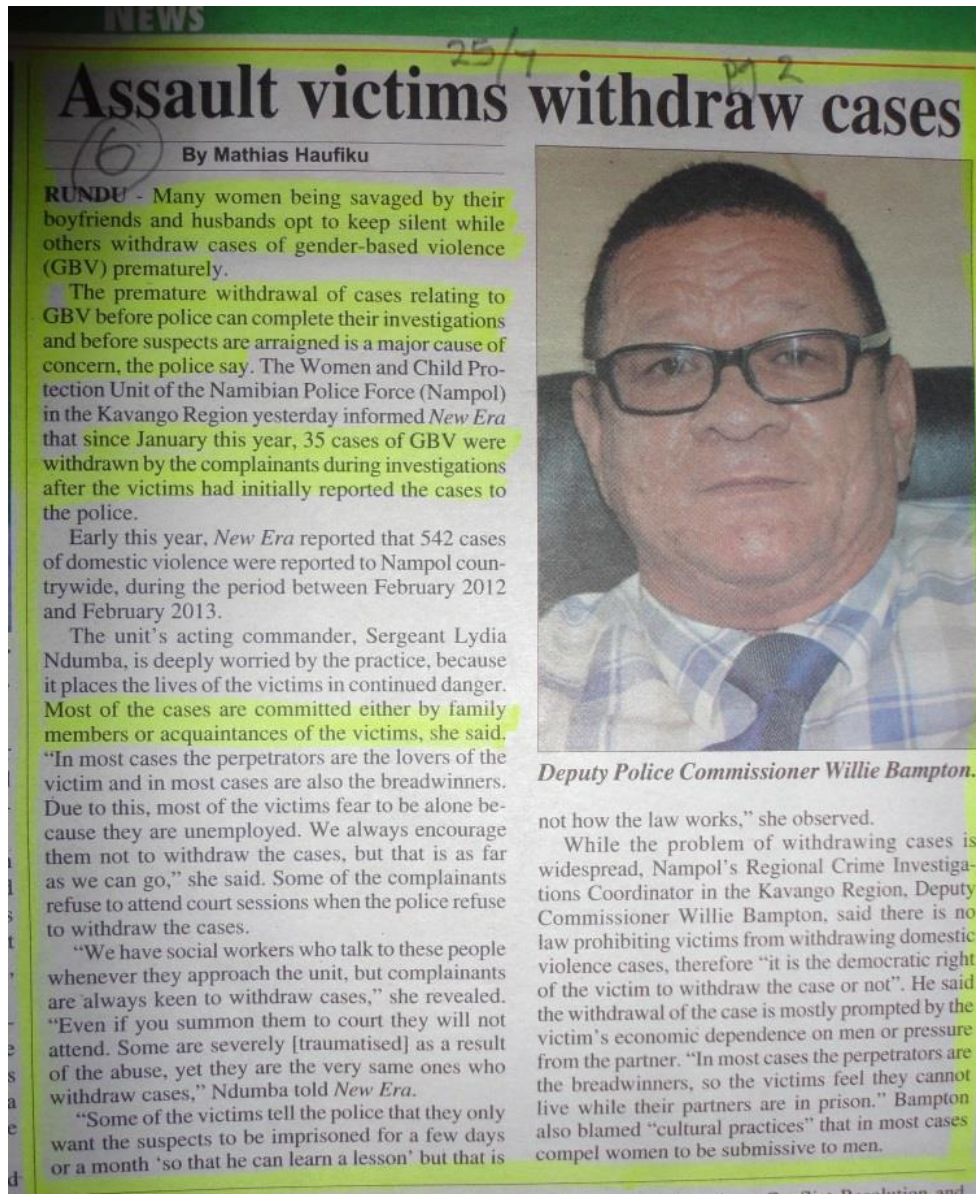 NEWS
25/7
pg 2
Assault victims withdraw cases
6
By Mathias Haufiku
RUNDU - Many women being savaged by their
boyfriends and husbands opt to keep silent while
others withdraw cases of gender-based violence
(GBV) prematurely.
The premature withdrawal of cases relating to
GBV before police can complete their investigations
and before suspects are arraigned is a major cause of
concern, the police say. The Women and Child Pro-
tection Unit of the Namibian Police Force (Nampol)
in the Kavango Region yesterday informed New Era
that since January this year, 35 cases of GBV were
withdrawn by the complainants during investigations
after the victims had initially reported the cases to
the police.
Early this year, New Era reported that 542 cases
of domestic violence were reported to Nampol coun-
trywide, during the period between February 2012
and February 2013.
The unit's acting commander, Sergeant Lydia
Ndumba, is deeply worried by the practice, because
it places the lives of the victims in continued danger.
Most of the cases are committed either by family
members or acquaintances of the victims, she said.
“In most cases the perpetrators are the lovers of the
victim and in most cases are also the breadwinners.
Due to this, most of the victims fear to be alone be-
cause they are unemployed. We always encourage
them not to withdraw the cases, but that is as far
as we can go,” she said. Some of the complainants
refuse to attend court sessions when the police refuse
to withdraw the cases.
“We have social workers who talk to these people
whenever they approach the unit, but complainants
are always keen to withdraw cases,” she revealed.
“Even if you summon them to court they will not
attend. Some are severely [traumatised] as a result
of the abuse, yet they are the very same ones who
withdraw cases,” Ndumba told New Era.
“Some of the victims tell the police that they only
want the suspects to be imprisoned for a few days
or a month ‘so that he can learn a lesson’ but that is
Deputy Police Commissioner Willie Bampton.
not how the law works,” she observed.
While the problem of withdrawing cases is
widespread, Nampol's Regional Crime Investiga-
tions Coordinator in the Kavango Region, Deputy
Commissioner Willie Bampton, said there is no
law prohibiting victims from withdrawing domestic
violence cases, therefore “it is the democratic right
of the victim to withdraw the case or not”. He said
the withdrawal of the case is mostly prompted by the
victim's economic dependence on men or pressure
from the partner. “In most cases the perpetrators are
the breadwinners, so the victims feel they cannot
live while their partners are in prison.” Bampton
also blamed “cultural practices” that in most cases
compel women to be submissive to men.